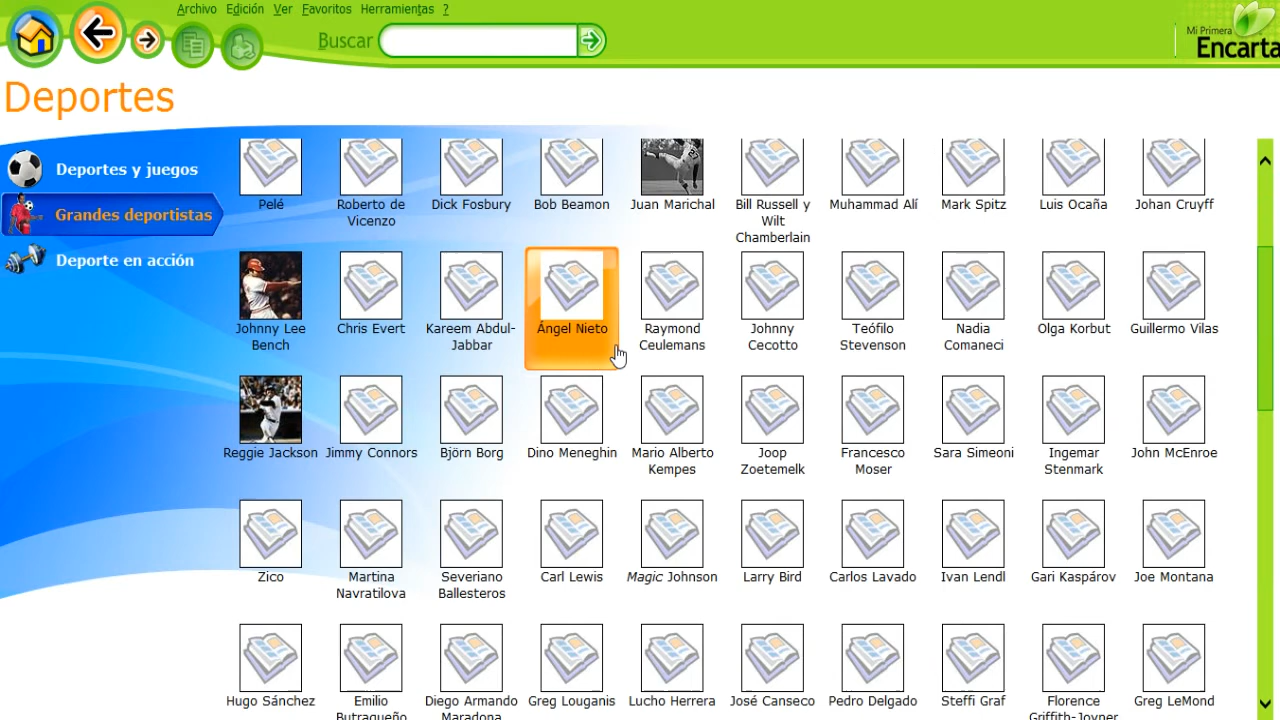 Archivo Edición Ver Favoritos Herramientas ?
Buscar
Mi Primera
Encarta
Deportes
Deportes y juegos
Grandes deportistas
Deporte en acción
Pelé
Roberto de
Vicenzo
Dick Fosbury
Bob Beamon
Juan Marichal
Bill Russell y
Wilt
Chamberlain
Muhammad Alí
Mark Spitz
Luis Ocaña
Johan Cruyff
Johnny Lee
Bench
Chris Evert
Kareem Abdul-
Jabbar
Ángel Nieto
Raymond
Ceulemans
Johnny
Cecotto
Teófilo
Stevenson
Nadia
Comaneci
Olga Korbut
Guillermo Vilas
Reggie Jackson
Jimmy Connors
Björn Borg
Dino Meneghin
Mario Alberto
Kempes
Joop
Zoetemelk
Francesco
Moser
Sara Simeoni
Ingemar
Stenmark
John McEnroe
Zico
Martina
Navratilova
Severiano
Ballesteros
Carl Lewis
Magic Johnson
Larry Bird
Carlos Lavado
Ivan Lendl
Gari Kaspárov
Joe Montana
Hugo Sánchez
Emilio
Butragueño
Diego Armando
Maradona
Greg Louganis
Lucho Herrera
José Canseco
Pedro Delgado
Steffi Graf
Florence
Griffith-Joyner
Greg LeMond